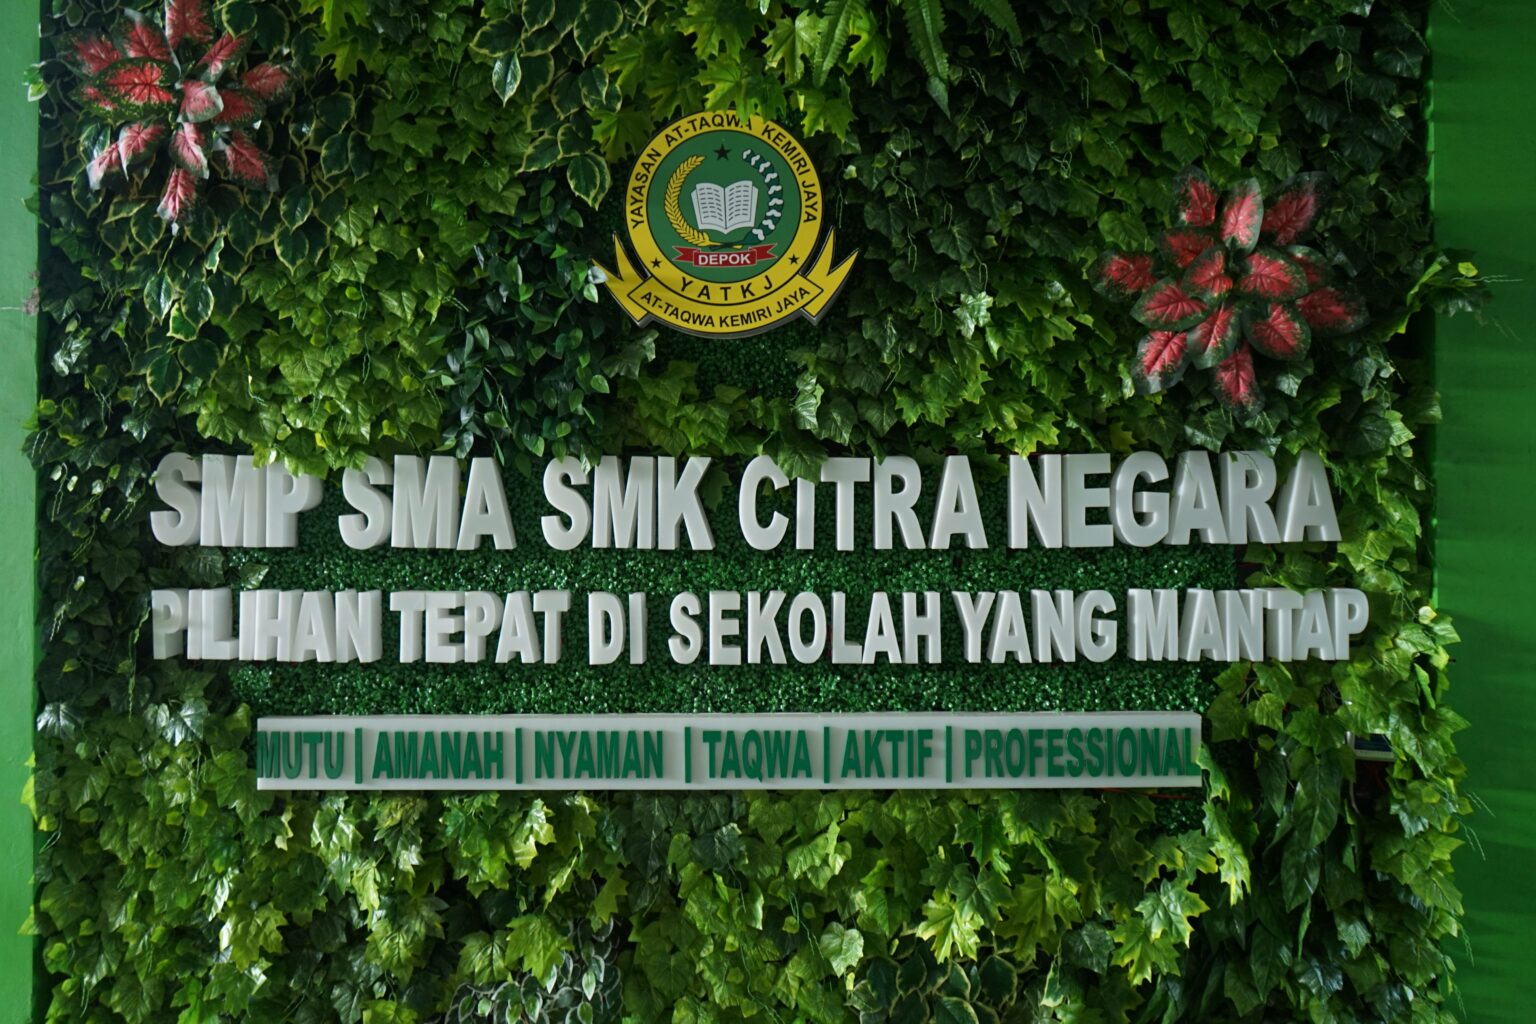 YAYASAN AT-TAQWA KEMIRI JAYA
DEPOK
YATKJ
AT-TAQWA KEMIRI JAYA
SMP SMA SMK CITRA NEGARA
PILIHAN TEPAT DI SEKOLAH YANG MANTAP
MUTU | AMANAH | NYAMAN | TAQWA | AKTIF | PROFESSIONAL